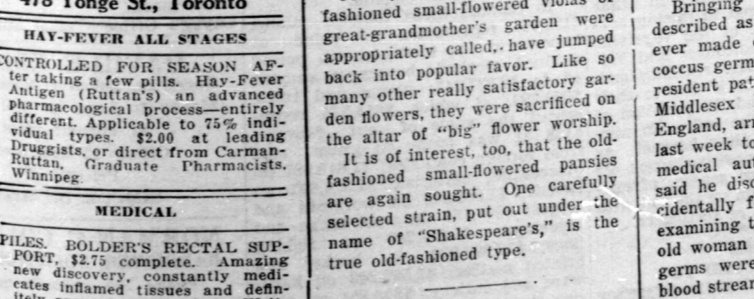 478 Yonge St., Toronto
HAY-FEVER ALL STAGES
CONTROLLED FOR SEASON AF-
ter taking a few pills. Hay-Fever
Antigen (Ruttan's) an advanced
pharmacological process—entirely
different. Applicable to 75% indi-
vidual types. $2.00 at leading
Druggists, or direct from Carman-
Ruttan, Graduate Pharmacists,
Winnipeg
MEDICAL
PILES. BOLDER'S RECTAL SUP-
PORT, $2.75 complete. Amazing
new discovery, constantly medi-
cates inflamed tissues and defin-
fashioned small-flowered violas or
great-grandmother's garden were
appropriately called, have jumped
back into popular favor. Like so
many other really satisfactory gar-
den flowers, they were sacrificed on
the altar of "big" flower worship.
It is of interest, too, that the old-
fashioned small-flowered pansies
are again sought. One carefully
selected strain, put out under the
name of "Shakespeare's," is the
true old-fashioned type.
Bringing
described as
ever made
coccus germ
resident
Middlesex
England,
last week to
medical
said he
cidentally
examining
old woman
germs were
blood